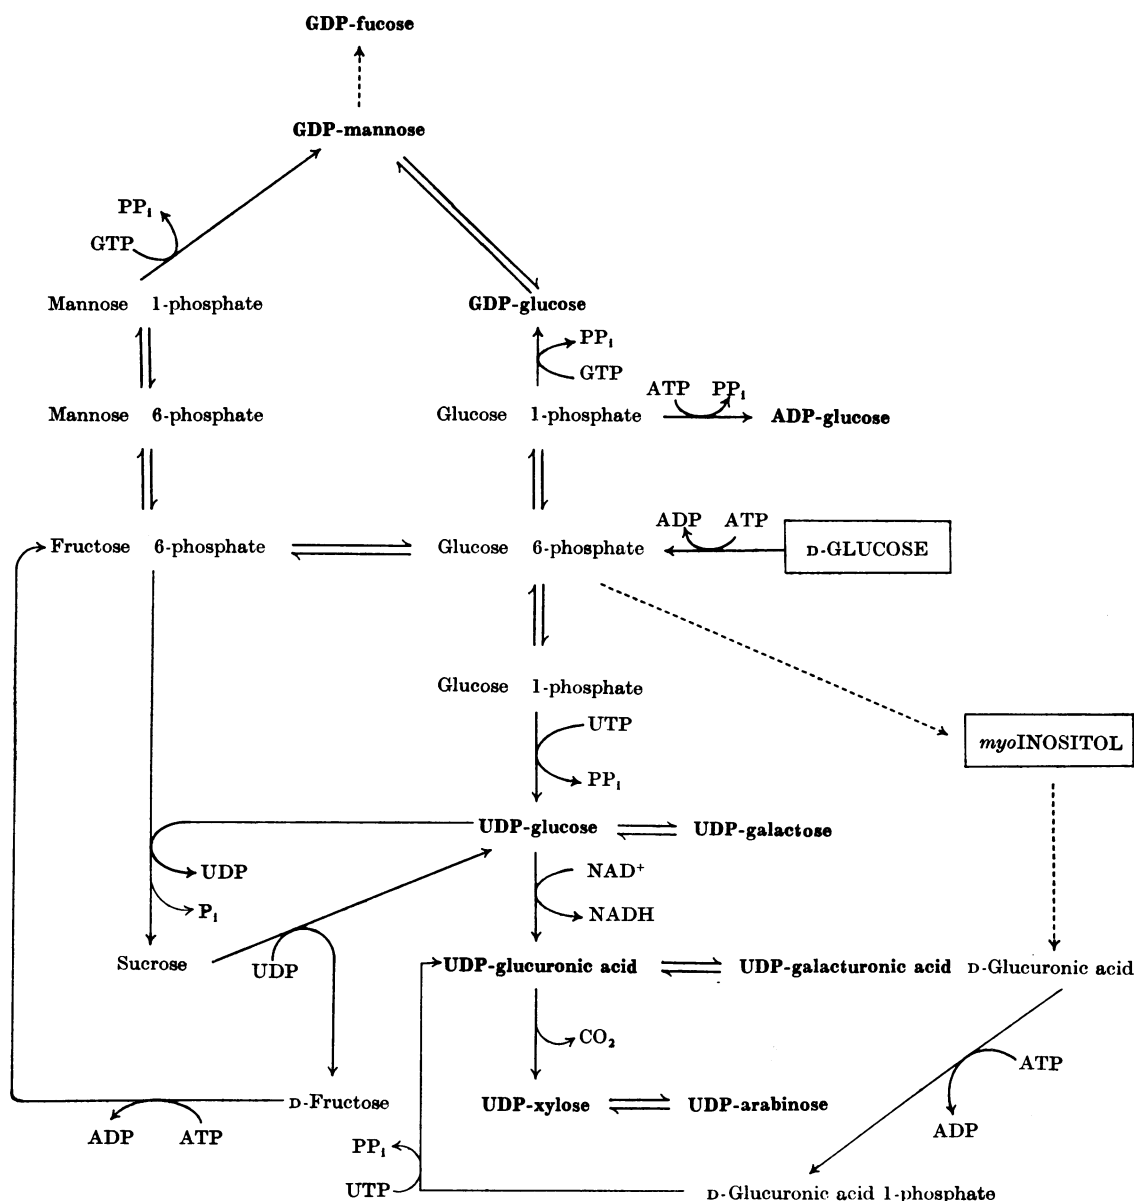 GDP-fucose
GDP-mannose
PPi
GTP
Mannose 1-phosphate
GDP-glucose
PPi
GTP
ATP PPi
Mannose 6-phosphate
Glucose 1-phosphate
ADP-glucose
ADP ATP
Fructose 6-phosphate
Glucose 6-phosphate
D-GLUCOSE
Glucose 1-phosphate
UTP
myoINOSITOL
PPi
UDP-glucose
UDP-galactose
UDP
NAD+
Pi
NADH
Sucrose
UDP
UDP-glucuronic acid
UDP-galacturonic acid
D-Glucuronic acid
CO2
ATP
D-Fructose
UDP-xylose
UDP-arabinose
ADP ATP
ADP
PPi
UTP
D-Glucuronic acid 1-phosphate